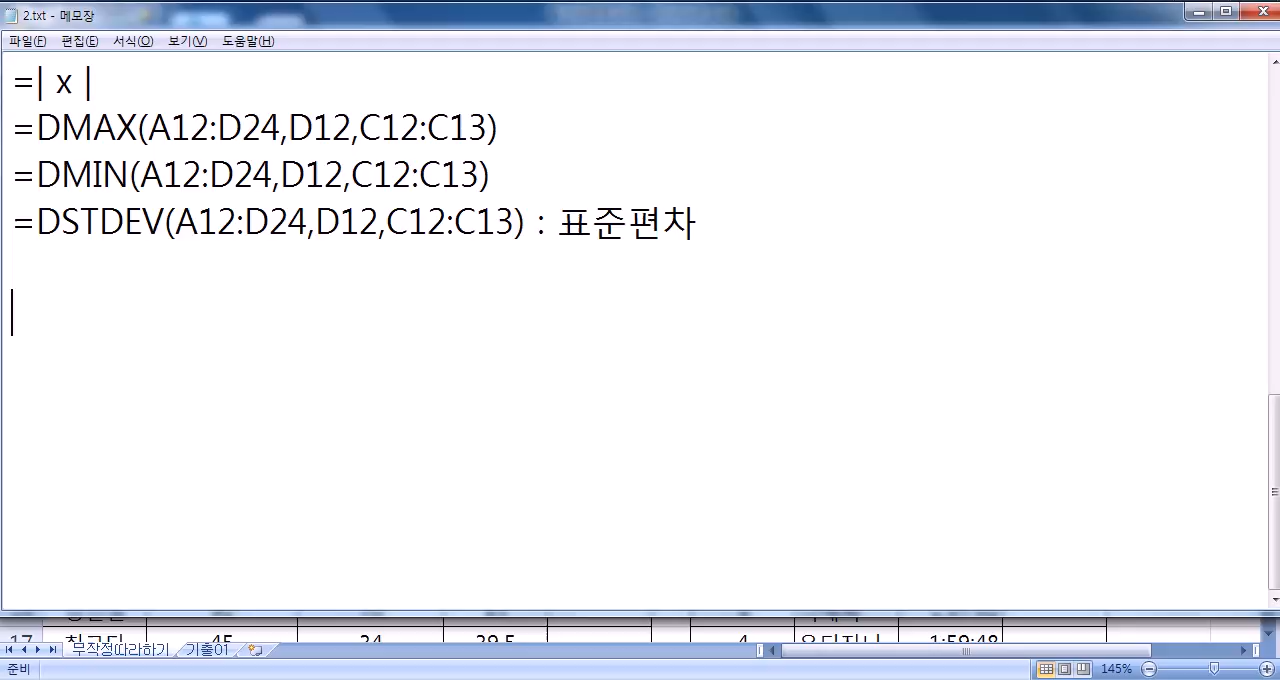 2.txt - 메모장
파일(F) 편집(E) 서식(O) 보기(V) 도움말(H)
=| x |
=DMAX(A12:D24,D12,C12:C13)
=DMIN(A12:D24,D12,C12:C13)
=DSTDEV(A12:D24,D12,C12:C13) : 표준편차
17 45 34 39.5 4 1:59:48
무작정따라하기 기출01
준비 145%